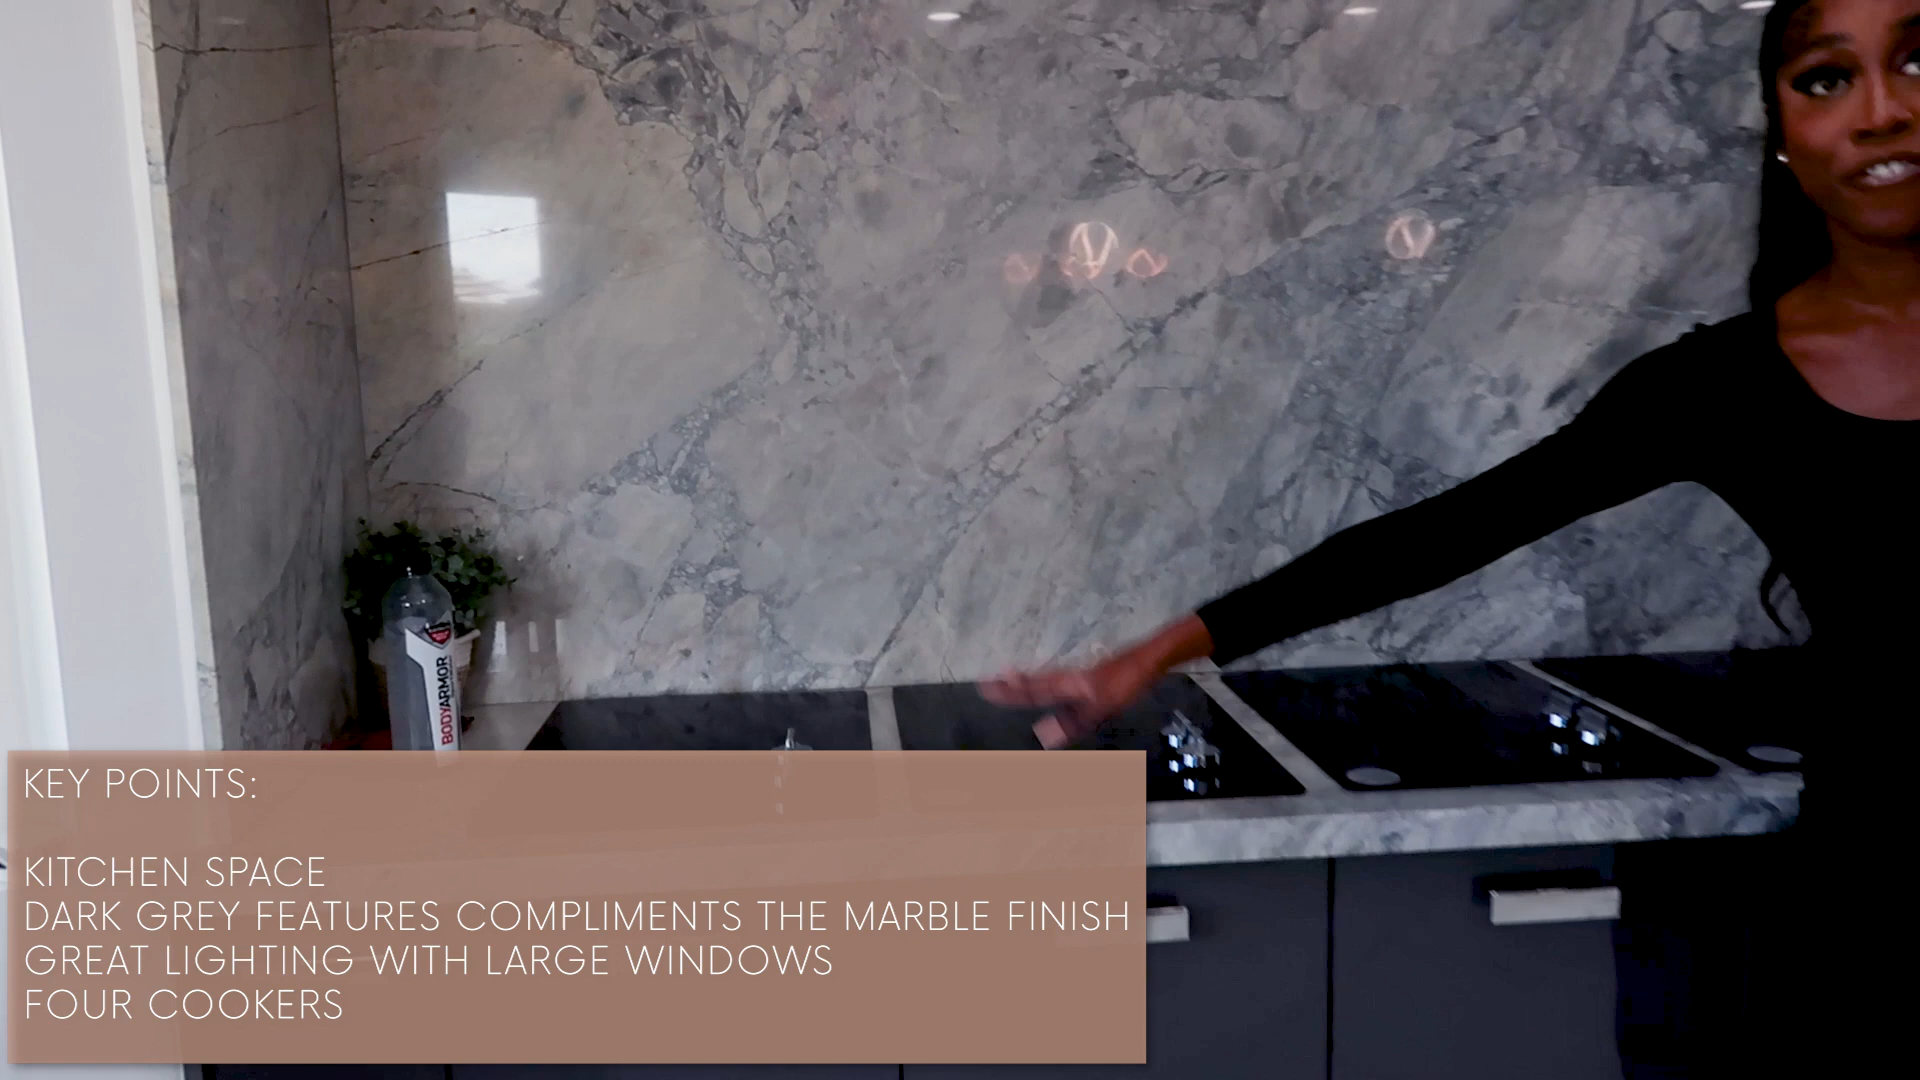 BODYARMOR
KEY POINTS:
KITCHEN SPACE
DARK GREY FEATURES COMPLIMENTS THE MARBLE FINISH
GREAT LIGHTING WITH LARGE WINDOWS
FOUR COOKERS